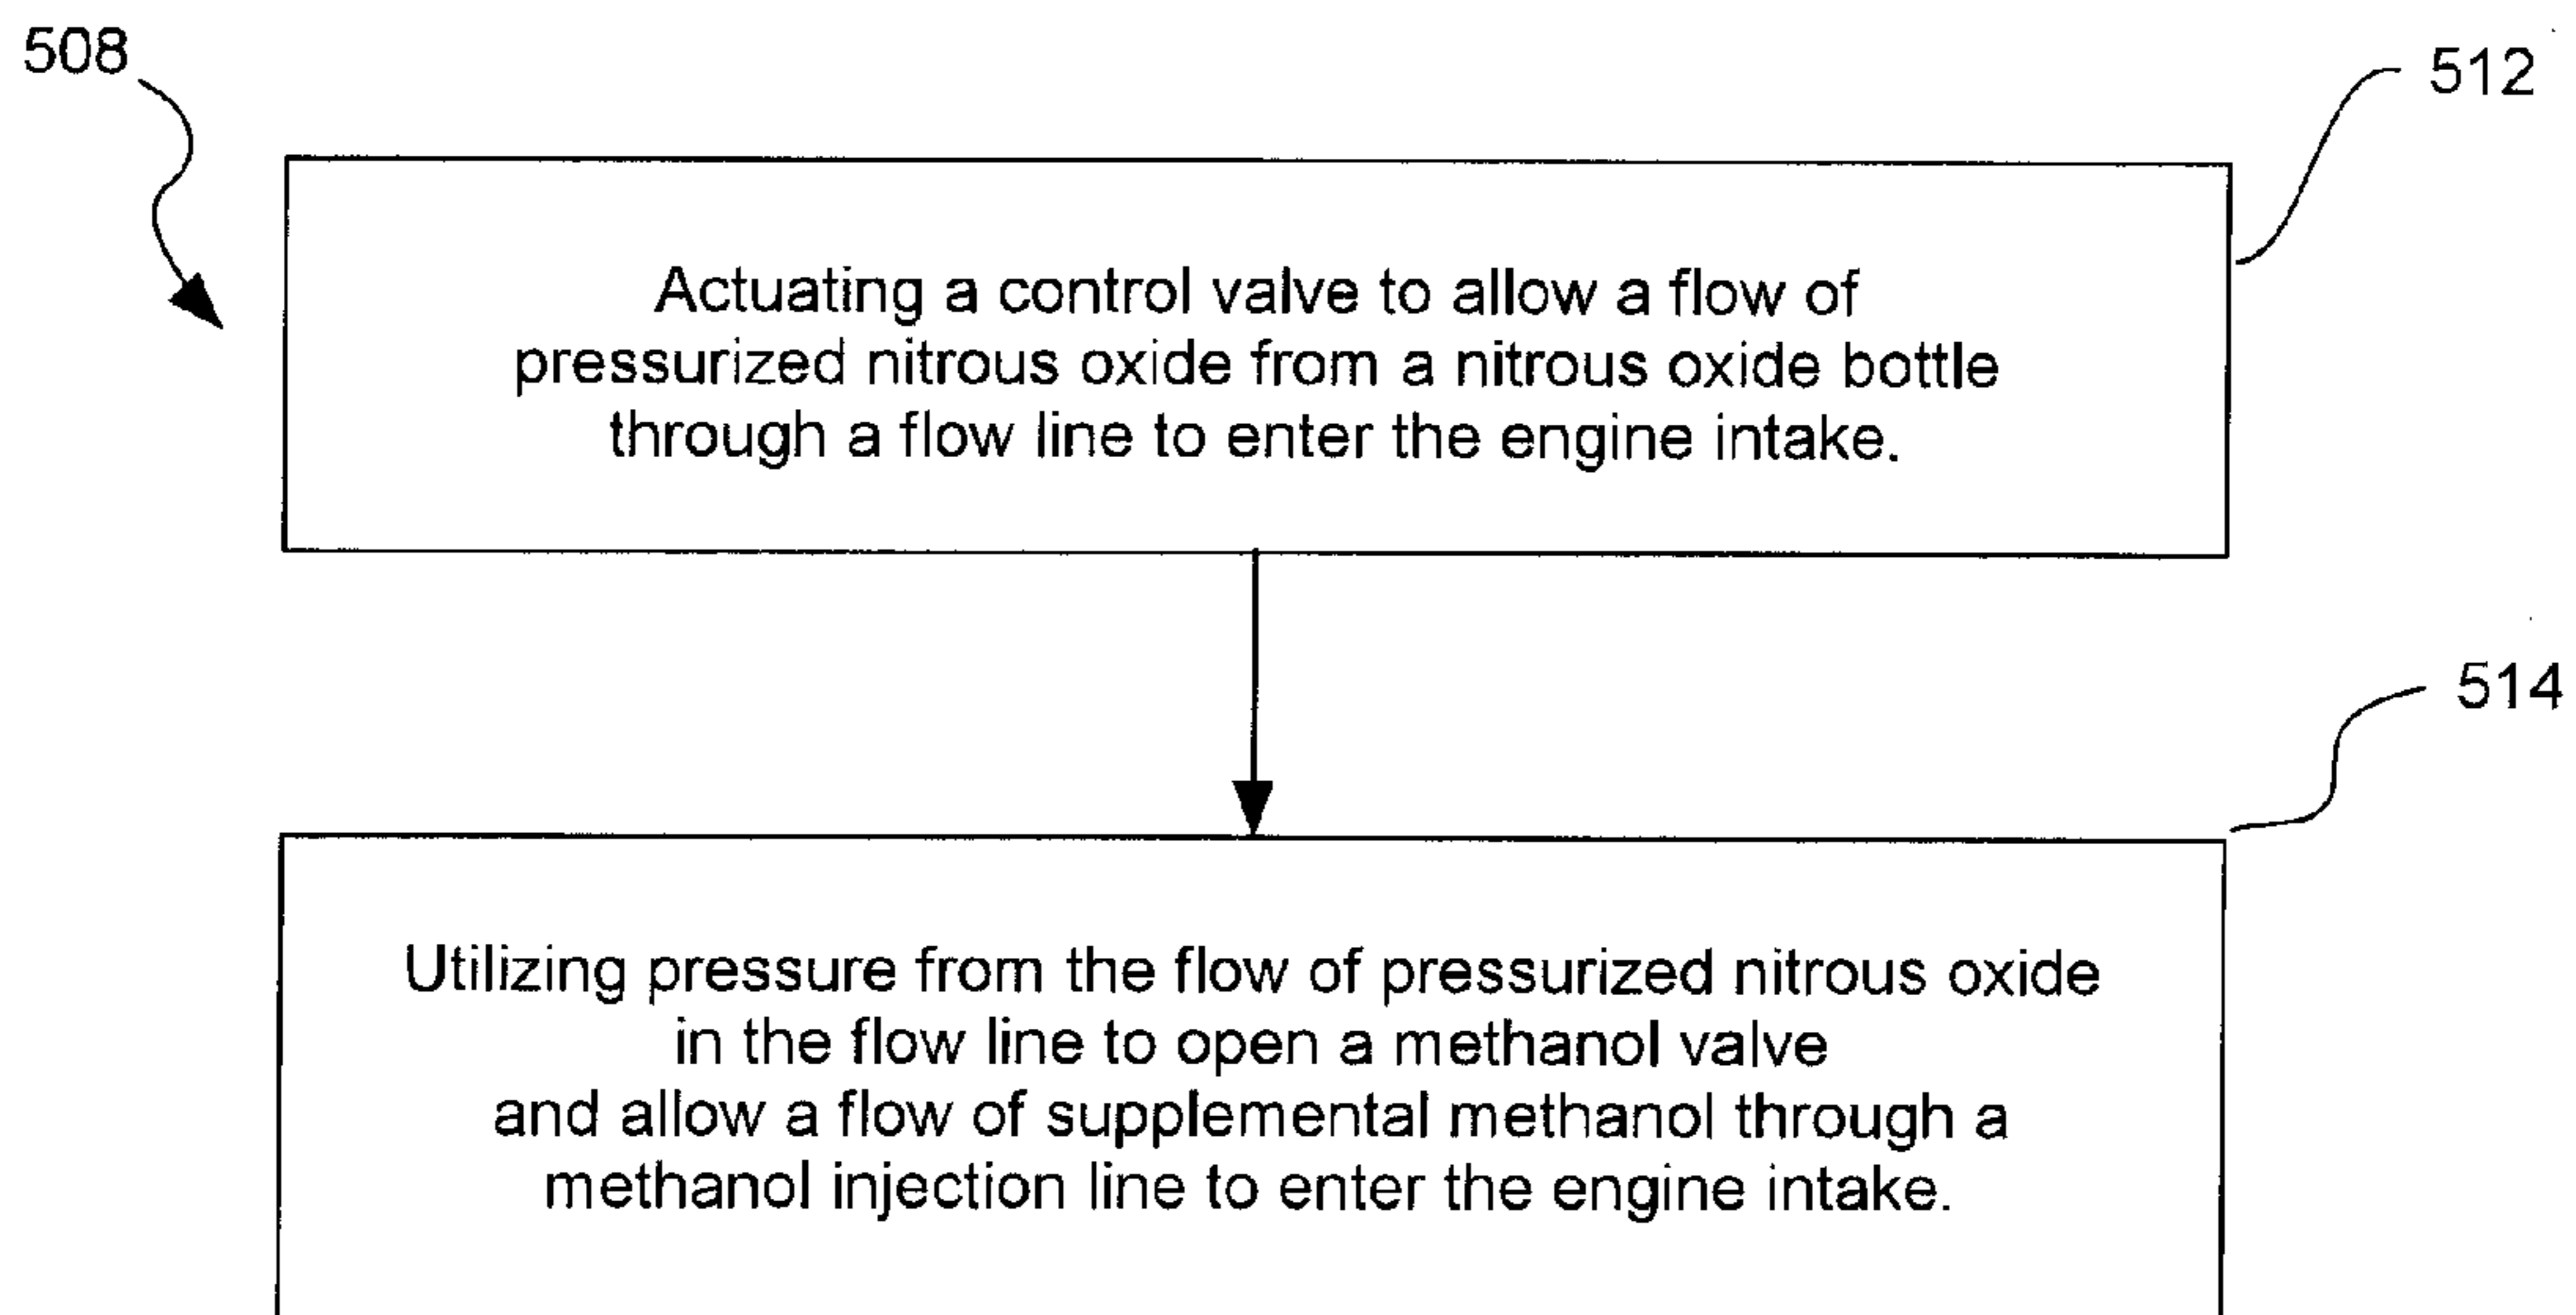 508
512
Actuating a control valve to allow a flow of
pressurized nitrous oxide from a nitrous oxide bottle
through a flow line to enter the engine intake.
514
Utilizing pressure from the flow of pressurized nitrous oxide
in the flow line to open a methanol valve
and allow a flow of supplemental methanol through a
methanol injection line to enter the engine intake.